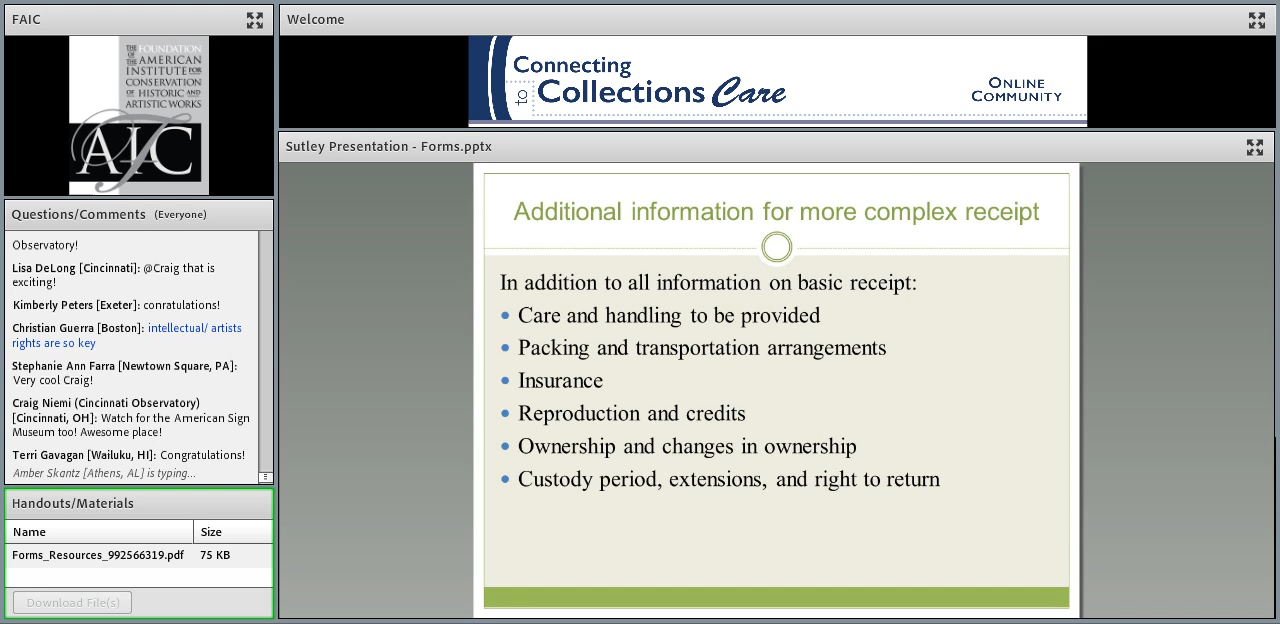 FAIC
THE FOUNDATION
OF THE AMERICAN
INSTITUTE FOR
CONSERVATION
OF HISTORIC AND
ARTISTIC WORKS
AIC
Questions/Comments (Everyone)
Observatory!
Lisa DeLong [Cincinnati]: @Craig that is
exciting!
Kimberly Peters [Exeter]: conratulations!
Christian Guerra [Boston]: intellectual/ artists
rights are so key
Stephanie Ann Farra [Newtown Square, PA]:
Very cool Craig!
Craig Niemi (Cincinnati Observatory)
[Cincinnati, OH]: Watch for the American Sign
Museum too! Awesome place!
Terri Gavagan [Wailuku, HI]: Congratulations!
Amber Skantz [Athens, AL] is typing...
Handouts/Materials
Name Size
Forms_Resources_992566319.pdf 75 KB
Download File(s)
Welcome
Connecting
to Collections Care
ONLINE
COMMUNITY
Sutley Presentation - Forms.pptx
Additional information for more complex receipt
In addition to all information on basic receipt:
• Care and handling to be provided
• Packing and transportation arrangements
• Insurance
• Reproduction and credits
• Ownership and changes in ownership
• Custody period, extensions, and right to return